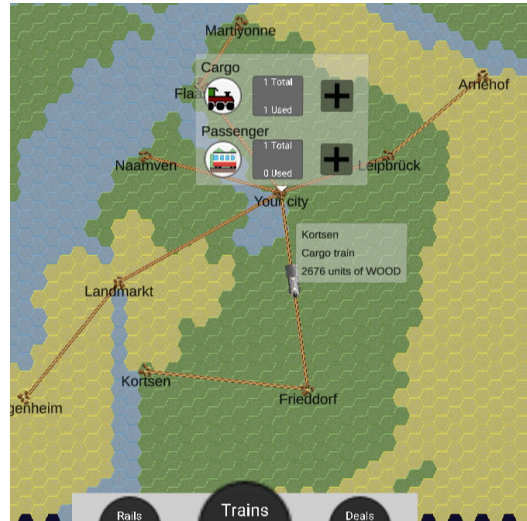 Martiyonne
Cargo
1 Total
1 Used
Arnehof
Passenger
1 Total
0 Used
Naamven
Leipbrück
Your city
Kortsen
Cargo train
2676 units of WOOD
Landmarkt
Kortsen
Frieddorf
genheim
Rails
Trains
Deals